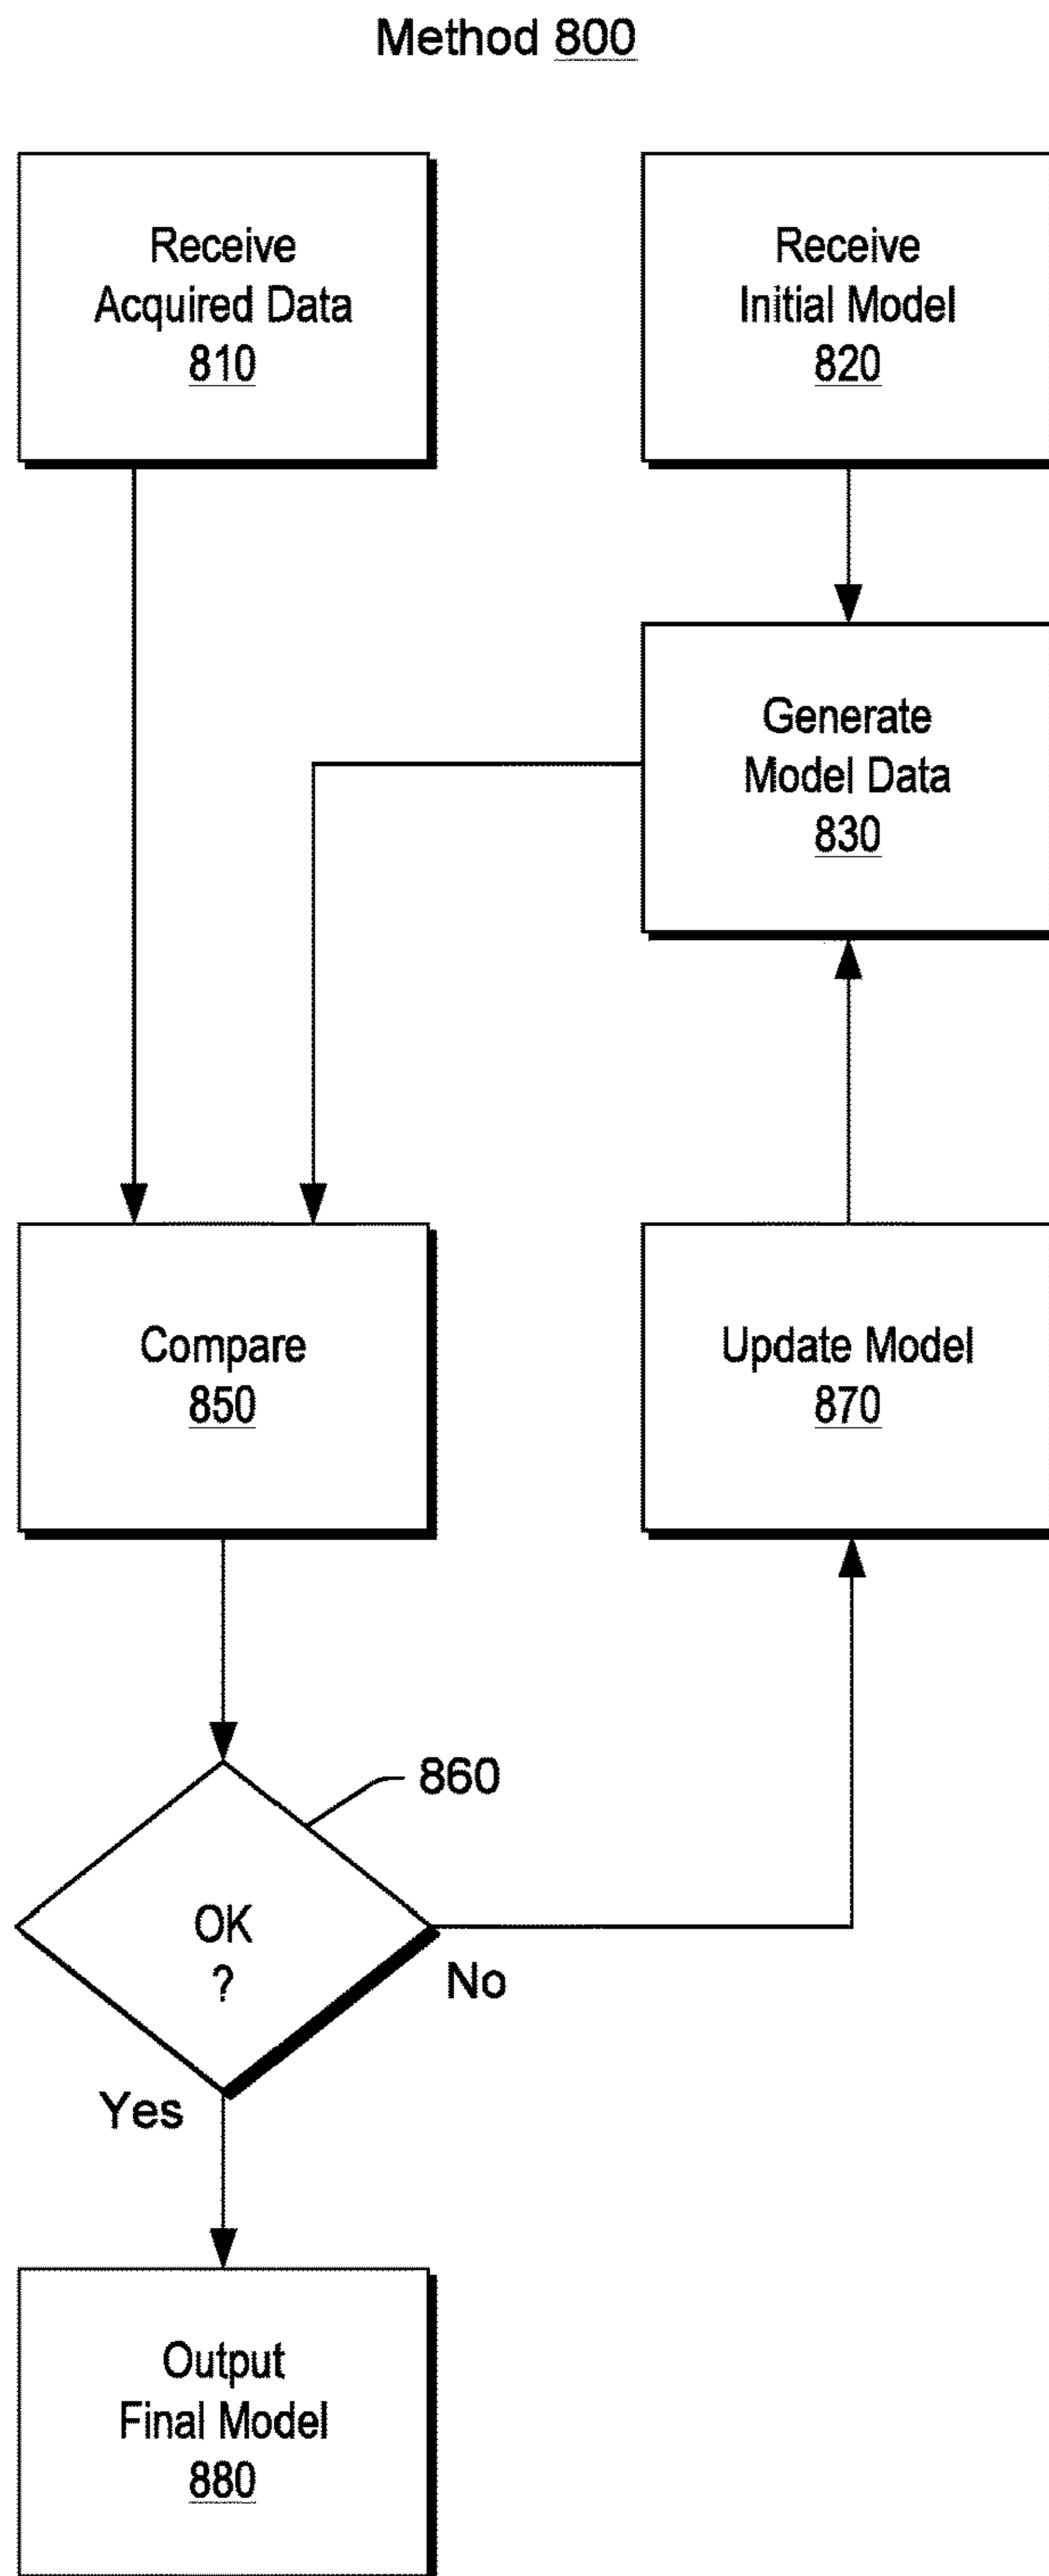 Method 800
Receive
Acquired Data
810
Receive
Initial Model
820
Generate
Model Data
830
Compare
850
Update Model
870
860
OK
?
No
Yes
Output
Final Model
880